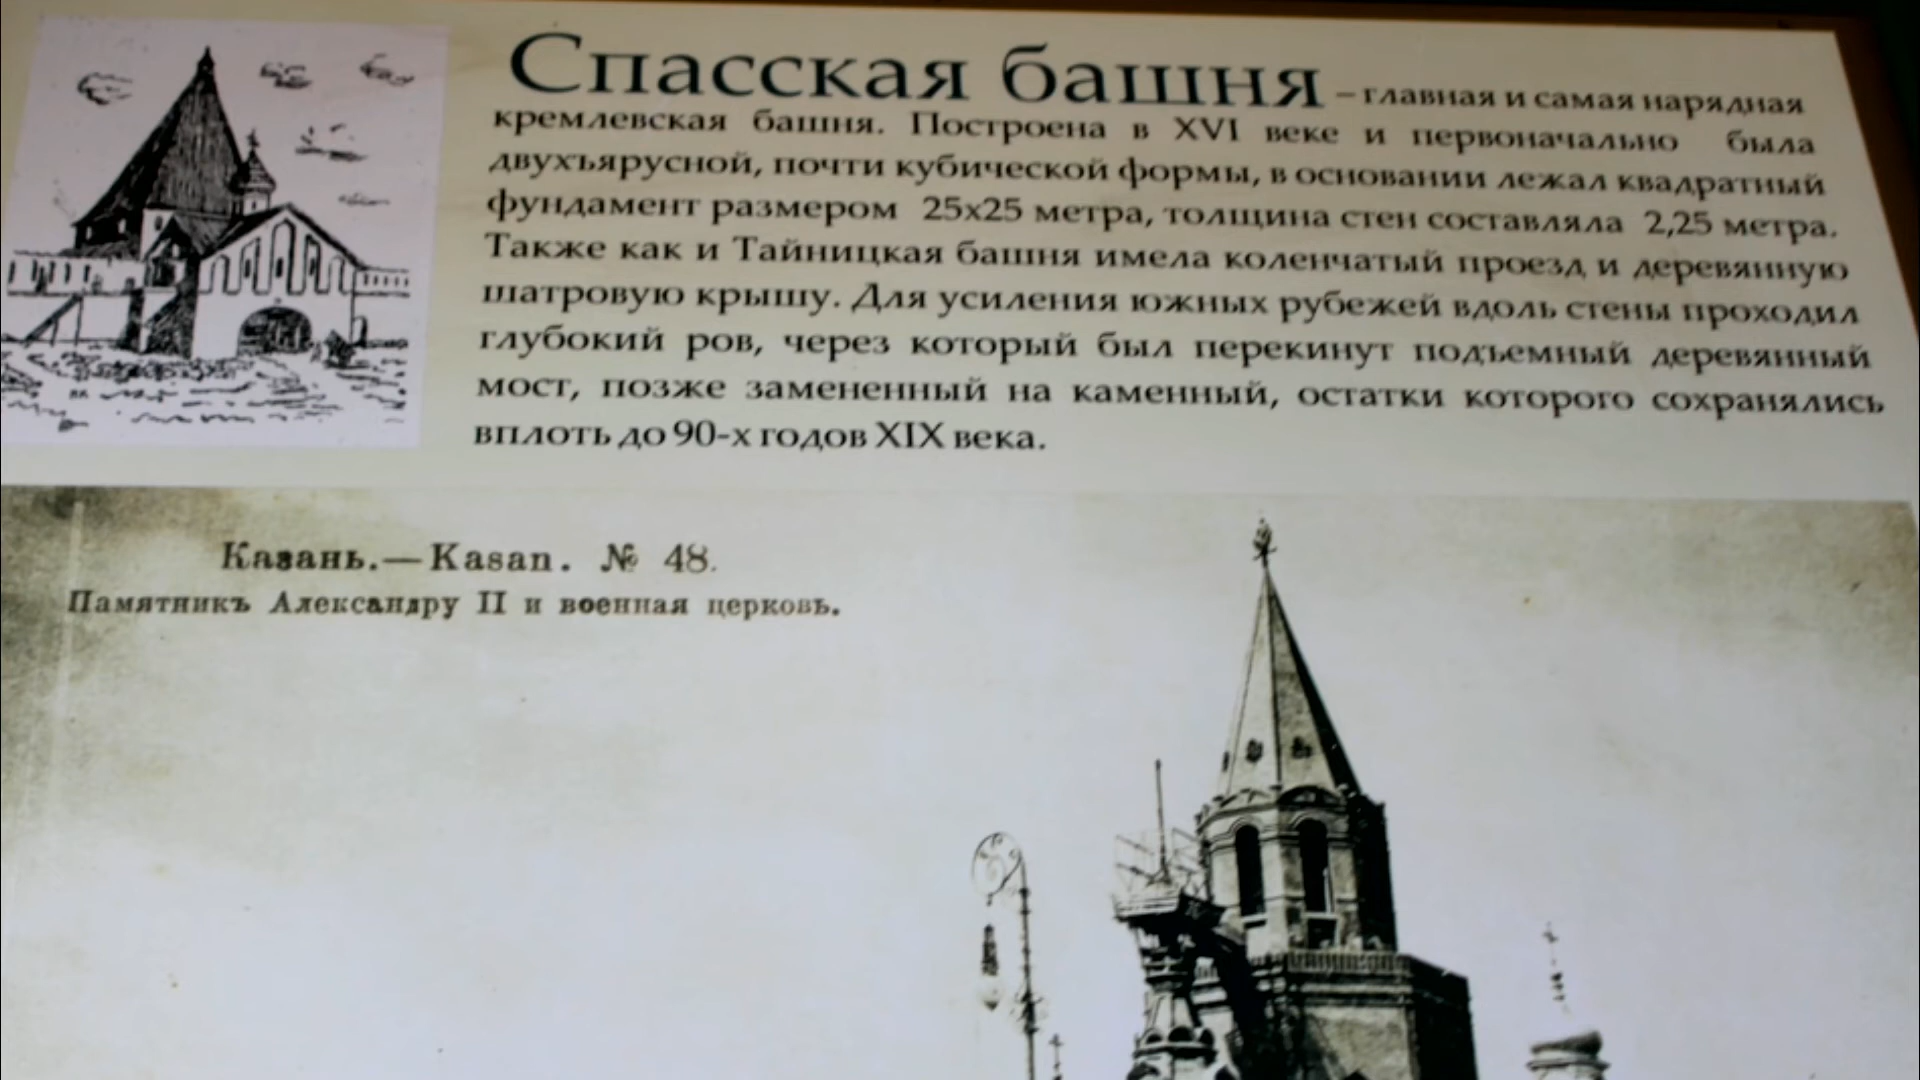 Спасская башня – главная и самая нарядная
кремлевская башня. Построена в XVI веке и первоначально была
двухъярусной, почти кубической формы, в основании лежал квадратный
фундамент размером 25х25 метра, толщина стен составляла 2,25 метра.
Также как и Тайницкая башня имела коленчатый проезд и деревянную
шатровую крышу. Для усиления южных рубежей вдоль стены проходил
глубокий ров, через который был перекинут подъемный деревянный
мост, позже замененный на каменный, остатки которого сохранялись
вплоть до 90-х годов XIX века.
Казань.—Kasan. № 48.
Памятникъ Александру II и военная церковь.